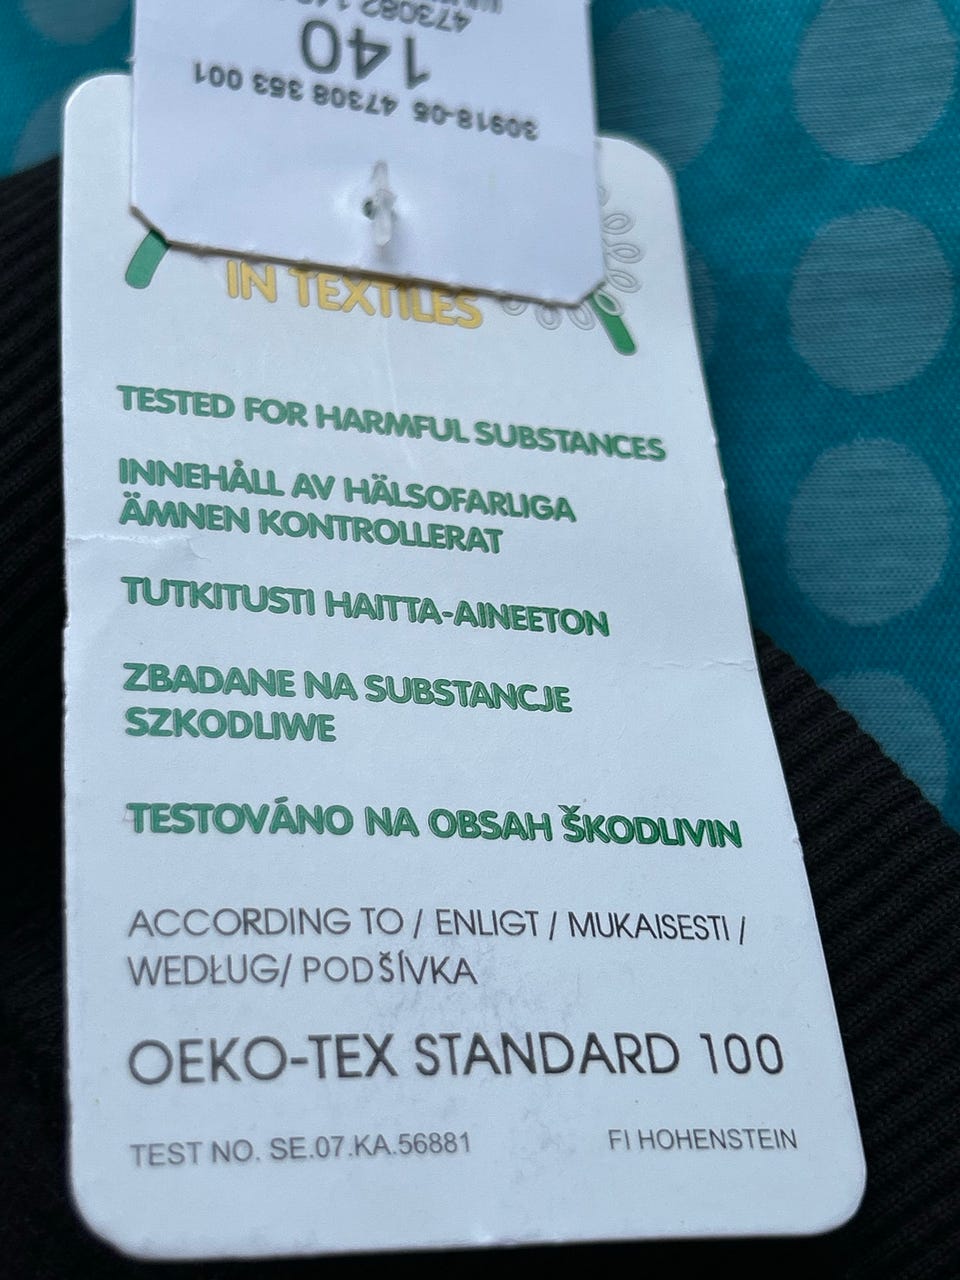 140
30918-05 47308 353 001
IN TEXTILES
TESTED FOR HARMFUL SUBSTANCES
INNEHÅLL AV HÄLSOFARLIGA
ÄMNEN KONTROLLERAT
TUTKITUSTI HAITTA-AINEETON
ZBADANE NA SUBSTANCJE
SZKODLIWE
TESTOVÁNO NA OBSAH ŠKODLIVIN
ACCORDING TO / ENLIGT / MUKAISESTI /
WEDŁUG/ PODŠÍVKA
OEKO-TEX STANDARD 100
TEST NO. SE.07.KA.56881
FI HOHENSTEIN